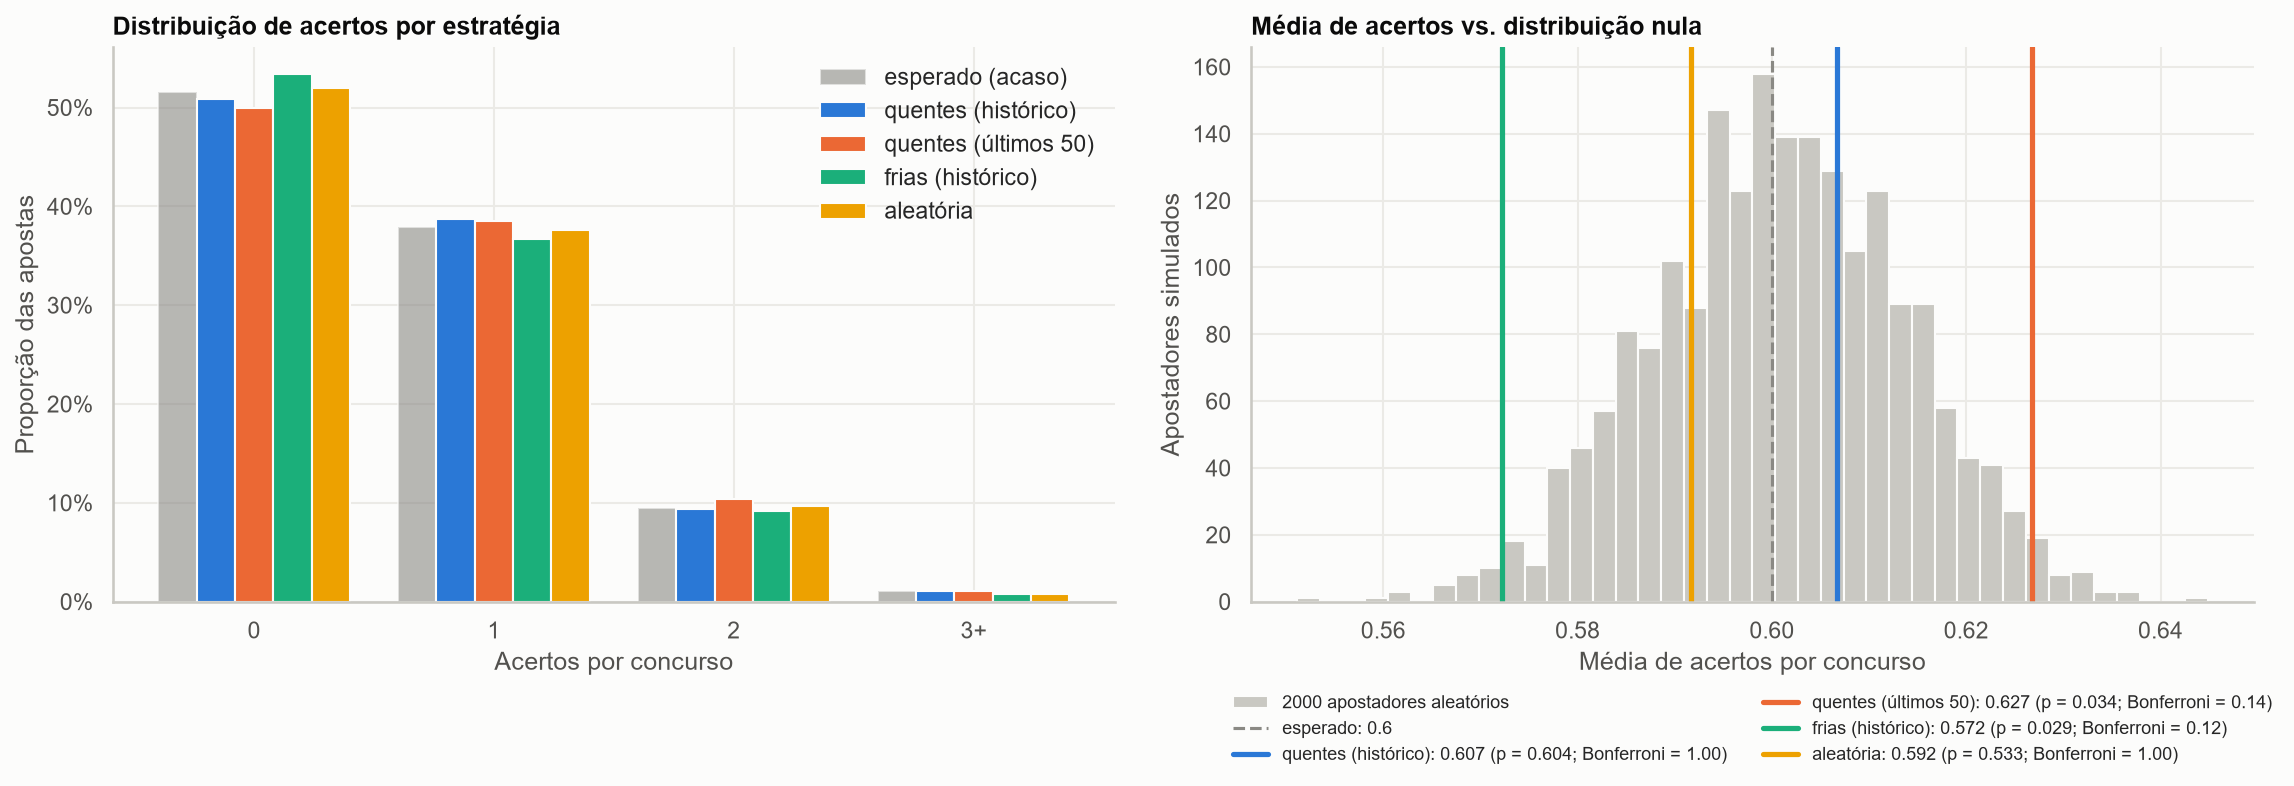 Distribuição de acertos por estratégia
Proporção das apostas
50%
40%
30%
20%
10%
0%
esperado (acaso)
quentes (histórico)
quentes (últimos 50)
frias (histórico)
aleatória
0
1
2
3+
Acertos por concurso
Média de acertos vs. distribuição nula
Apostadores simulados
160
140
120
100
80
60
40
20
0
0.56
0.58
0.60
0.62
0.64
Média de acertos por concurso
2000 apostadores aleatórios
esperado: 0.6
quentes (histórico): 0.607 (p = 0.604; Bonferroni = 1.00)
quentes (últimos 50): 0.627 (p = 0.034; Bonferroni = 0.14)
frias (histórico): 0.572 (p = 0.029; Bonferroni = 0.12)
aleatória: 0.592 (p = 0.533; Bonferroni = 1.00)